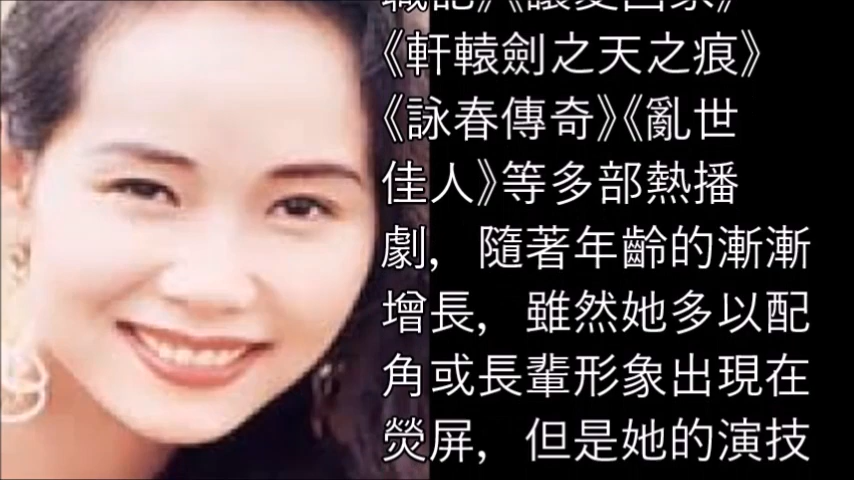 《軒轅劍之天之痕》
《詠春傳奇》《亂世
佳人》等多部熱播
劇，隨著年齡的漸漸
增長，雖然她多以配
角或長輩形象出現在
熒屏，但是她的演技